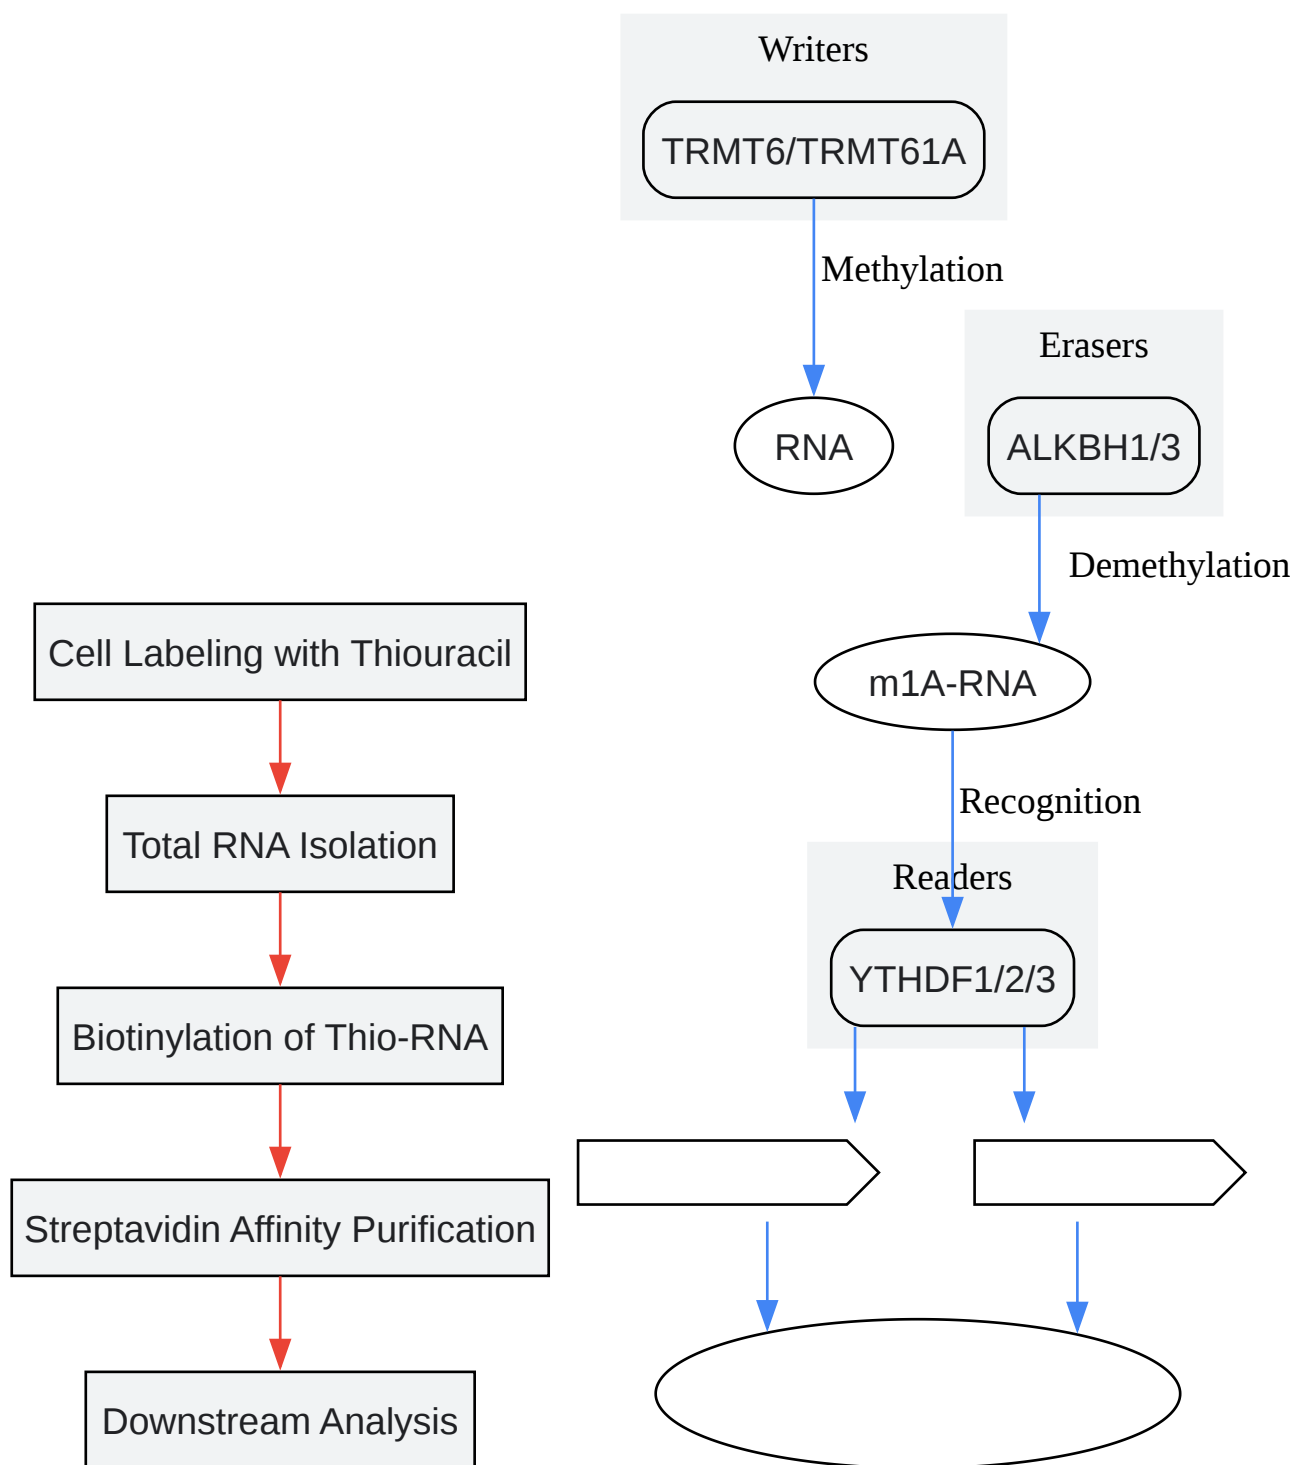 Writers
TRMT6/TRMT61A
Methylation
Erasers
RNA
ALKBH1/3
Demethylation
Cell Labeling with Thiouracil
m1A-RNA
Recognition
Total RNA Isolation
Readers
YTHDF1/2/3
Biotinylation of Thio-RNA
Streptavidin Affinity Purification
Downstream Analysis